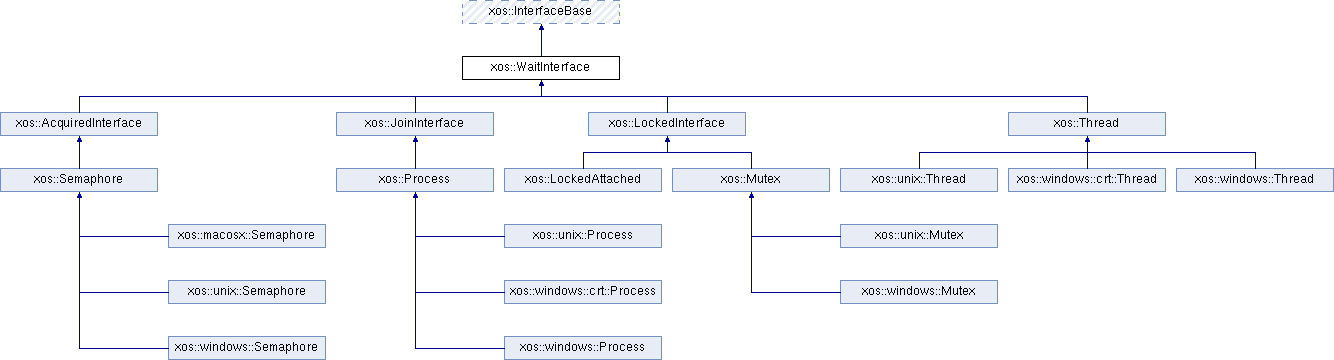 xos::InterfaceBase
xos::WaitInterface
xos::AcquiredInterface
xos::JoinInterface
xos::LockedInterface
xos::Thread
xos::Semaphore
xos::Process
xos::LockedAttached
xos::Mutex
xos::unix::Thread
xos::windows::crt::Thread
xos::windows::Thread
xos::macosx::Semaphore
xos::unix::Process
xos::unix::Mutex
xos::unix::Semaphore
xos::windows::crt::Process
xos::windows::Mutex
xos::windows::Semaphore
xos::windows::Process